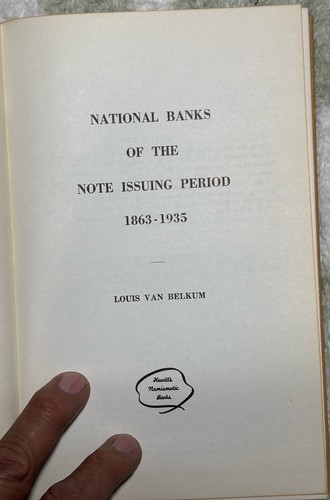 NATIONAL BANKS
OF THE
NOTE ISSUING PERIOD
1863-1935
LOUIS VAN BELKUM
Hewitt's
Numismatic
Books